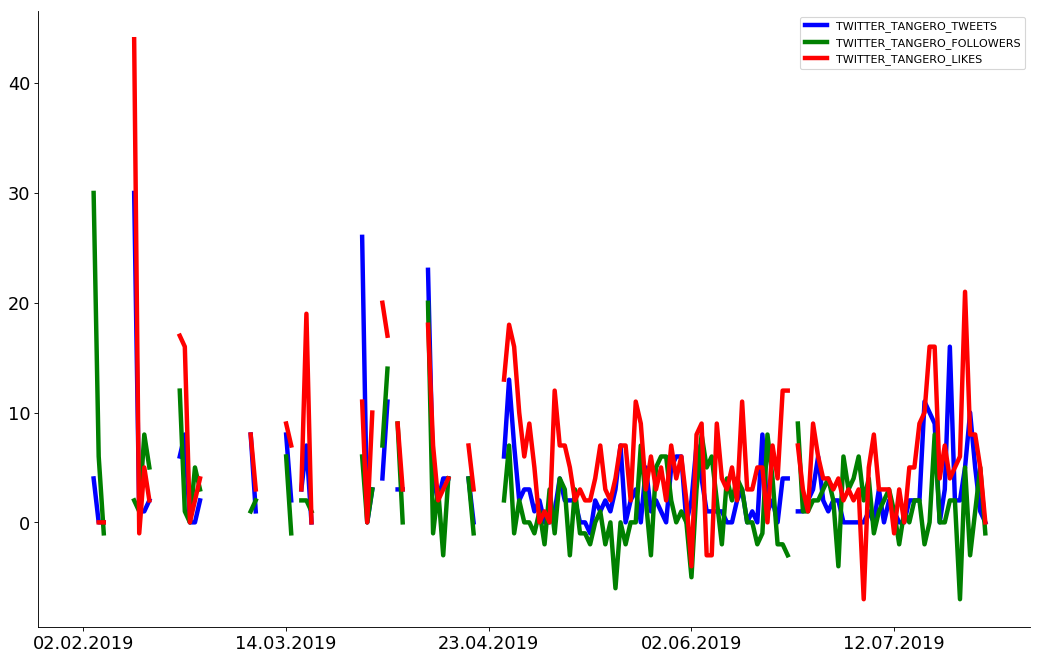 TWITTER_TANGERO_TWEETS
TWITTER_TANGERO_FOLLOWERS
TWITTER_TANGERO_LIKES
40
30
20
10
0
02.02.2019 14.03.2019 23.04.2019 02.06.2019 12.07.2019